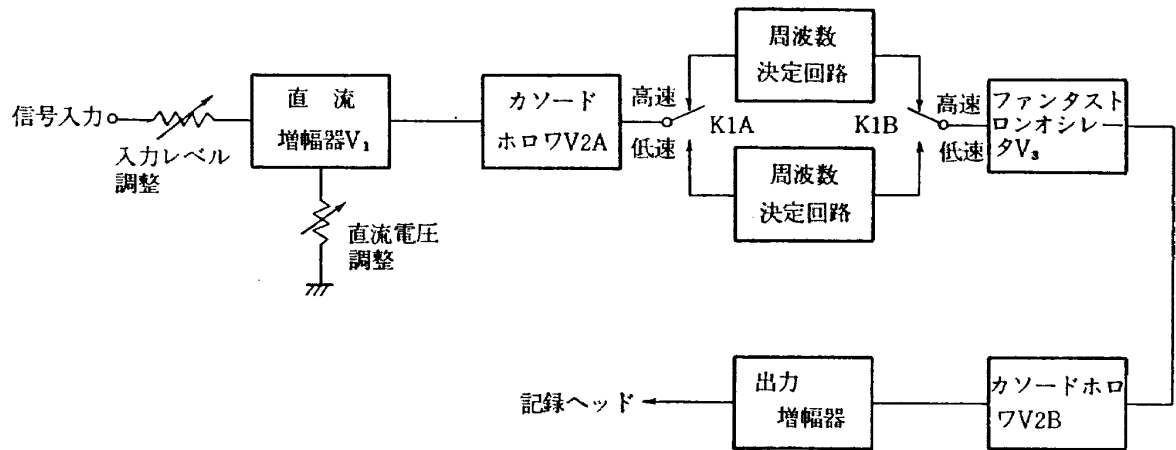 信号入力
入力レベル
調整
直流
増幅器V₁
直流電圧
調整
カソード
ホロワV2A
高速
低速
K1A
周波数
決定回路
周波数
決定回路
K1B
高速
低速
ファンタスト
ロンオシレー
タV₃
カソードホロ
ワV2B
出力
増幅器
記録ヘッド